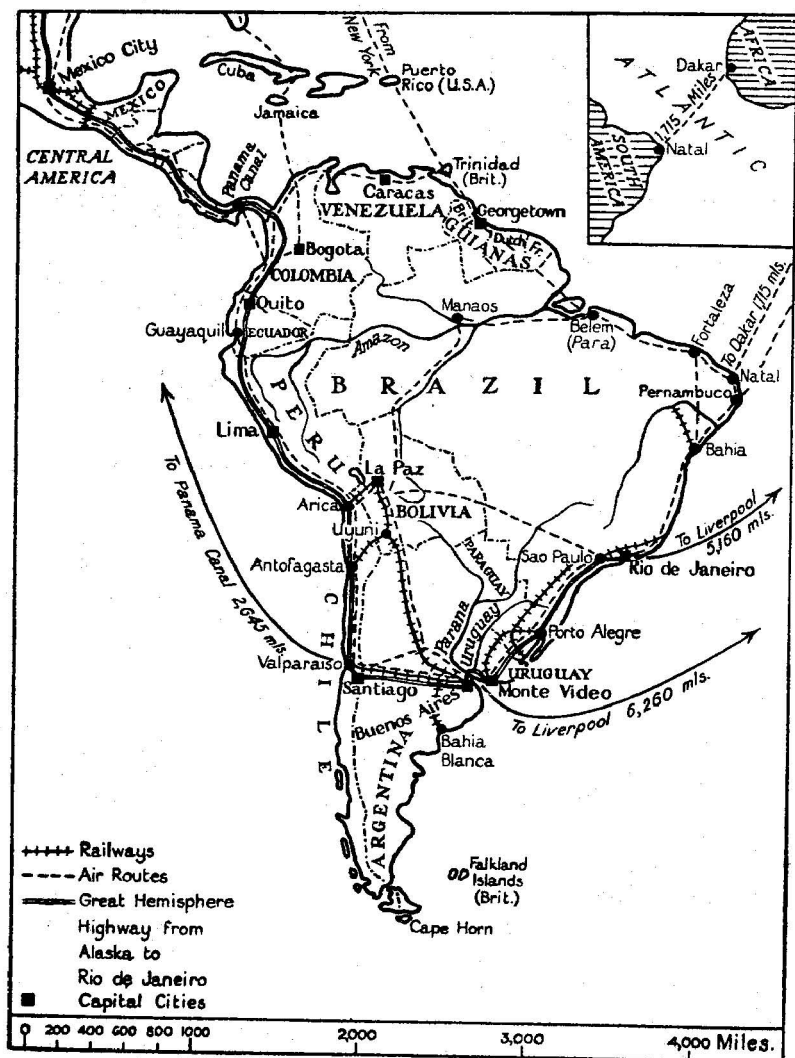 Mexico City
MEXICO
Cuba
Jamaica
from
New York
Puerto
Rico (U.S.A.)
CENTRAL
AMERICA
Panama
Canal
Trinidad
(Brit.)
Caracas
VENEZUELA
Georgetown
(Brit.)
Dutch
Fr.
GUIANAS
Bogota
COLOMBIA
Quito
Guayaquil
ECUADOR
Manaos
Amazon
Belem
(Para)
Fortaleza
To Dakar 1,715 mls.
Natal
Pernambuco
BRAZIL
PERU
Lima
Bahia
La Paz
Arica
BOLIVIA
Uyuni
PARAGUAY
Sao Paulo
Rio de Janeiro
To Liverpool
5,160 mls.
Antofagasta
To Panama Canal 2,645 mls.
CHILE
Parana
Uruguay
Porto Alegre
Valparaiso
Santiago
URUGUAY
Monte Video
Buenos Aires
To Liverpool 6,260 mls.
Bahia
Blanca
ARGENTINA
Falkland
Islands
(Brit.)
Cape Horn
AFRICA
Dakar
ATLANTIC
1,715 Miles
Natal
SOUTH
AMERICA
Railways
Air Routes
Great Hemisphere
Highway from
Alaska to
Rio de Janeiro
Capital Cities
0 200 400 600 800 1000 2,000 3,000 4,000 Miles.